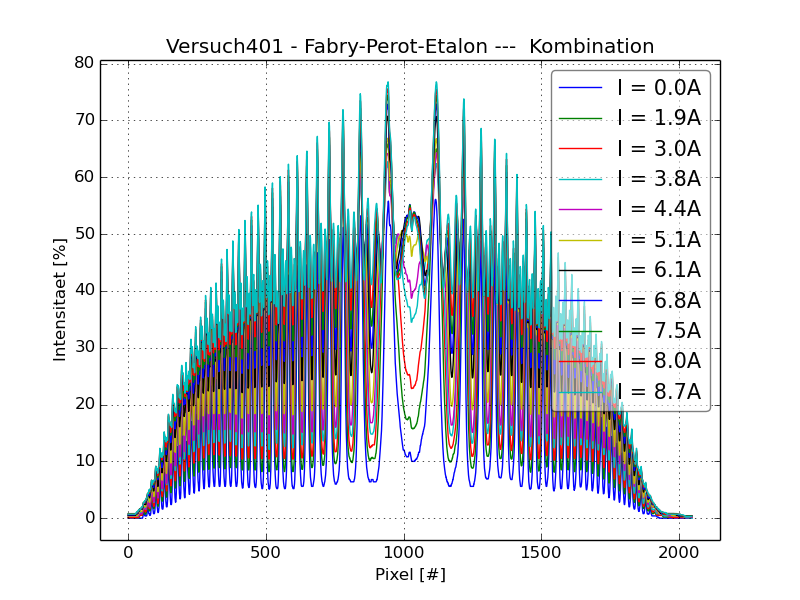 Versuch401 - Fabry-Perot-Etalon ---  Kombination
80
70
60
50
40
30
20
10
0
Intensitaet [%]
I = 0.0A
I = 1.9A
I = 3.0A
I = 3.8A
I = 4.4A
I = 5.1A
I = 6.1A
I = 6.8A
I = 7.5A
I = 8.0A
I = 8.7A
0 500 1000 1500 2000
Pixel [#]